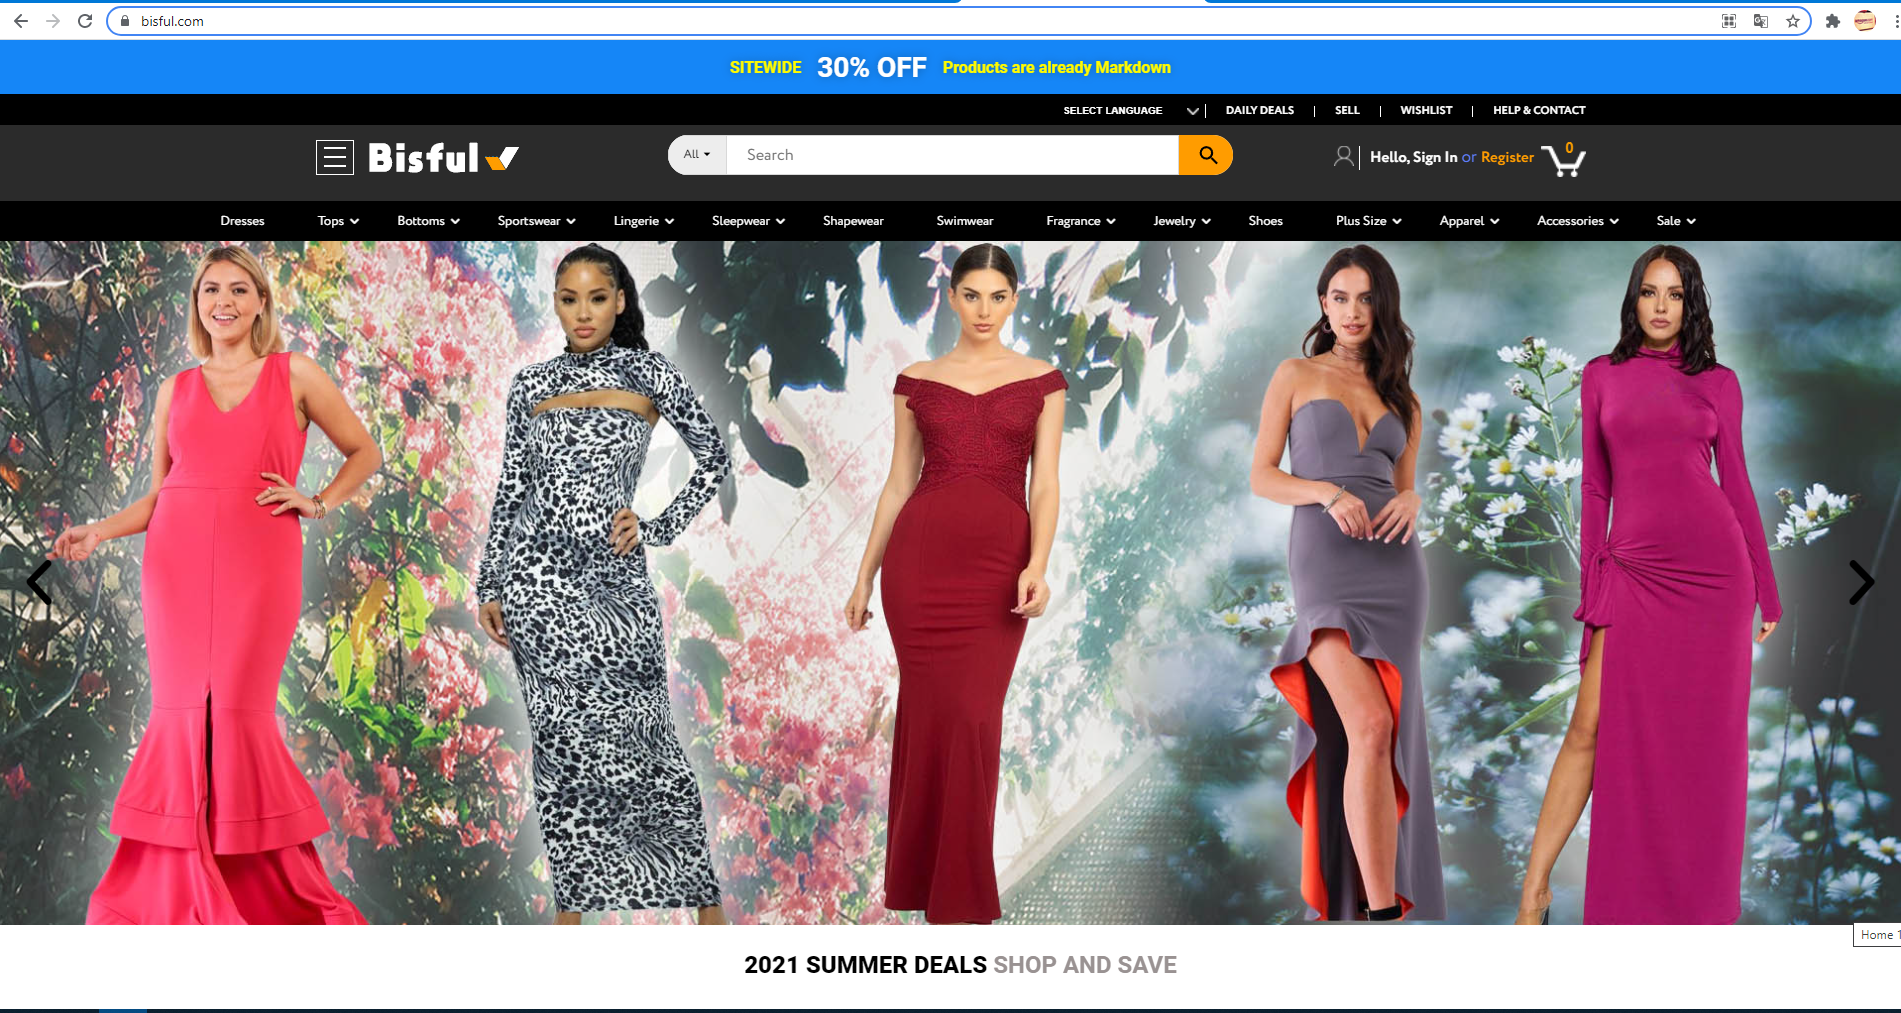 bisful.com
SITEWIDE 30% OFF Products are already Markdown
SELECT LANGUAGE | DAILY DEALS | SELL | WISHLIST | HELP & CONTACT
Bisful All Search Hello, Sign In or Register 0
Dresses Tops Bottoms Sportswear Lingerie Sleepwear Shapewear Swimwear Fragrance Jewelry Shoes Plus Size Apparel Accessories Sale
Home 1
2021 SUMMER DEALS SHOP AND SAVE